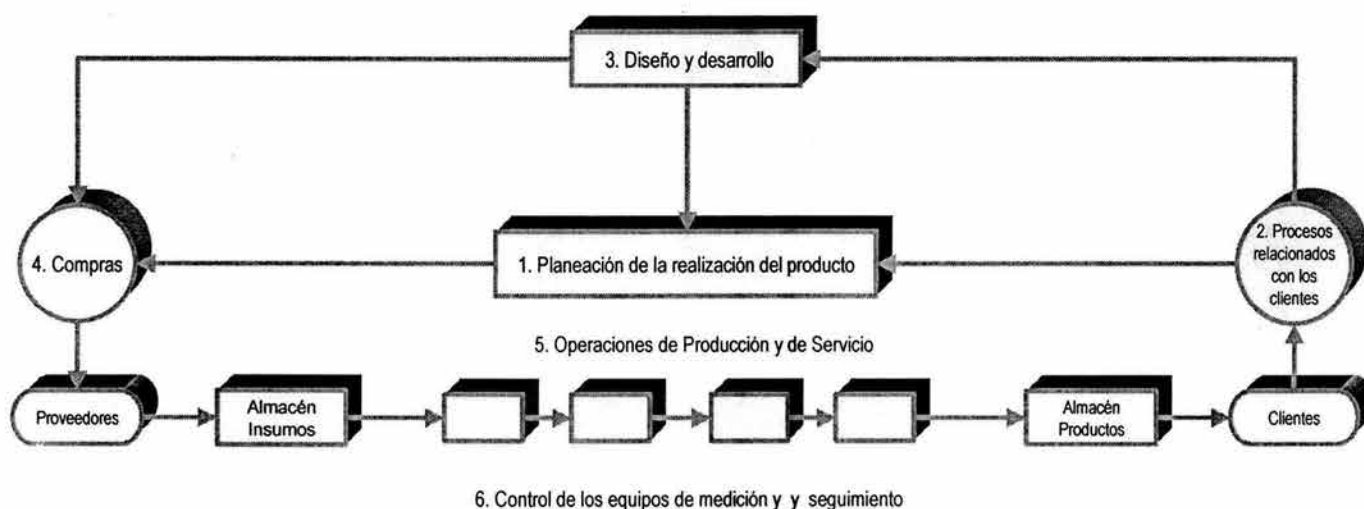 3. Diseño y desarrollo
4. Compras
1. Planeación de la realización del producto
2. Procesos
relacionados
con los
clientes
5. Operaciones de Producción y de Servicio
Proveedores
Almacén
Insumos
Almacén
Productos
Clientes
6. Control de los equipos de medición y y seguimiento